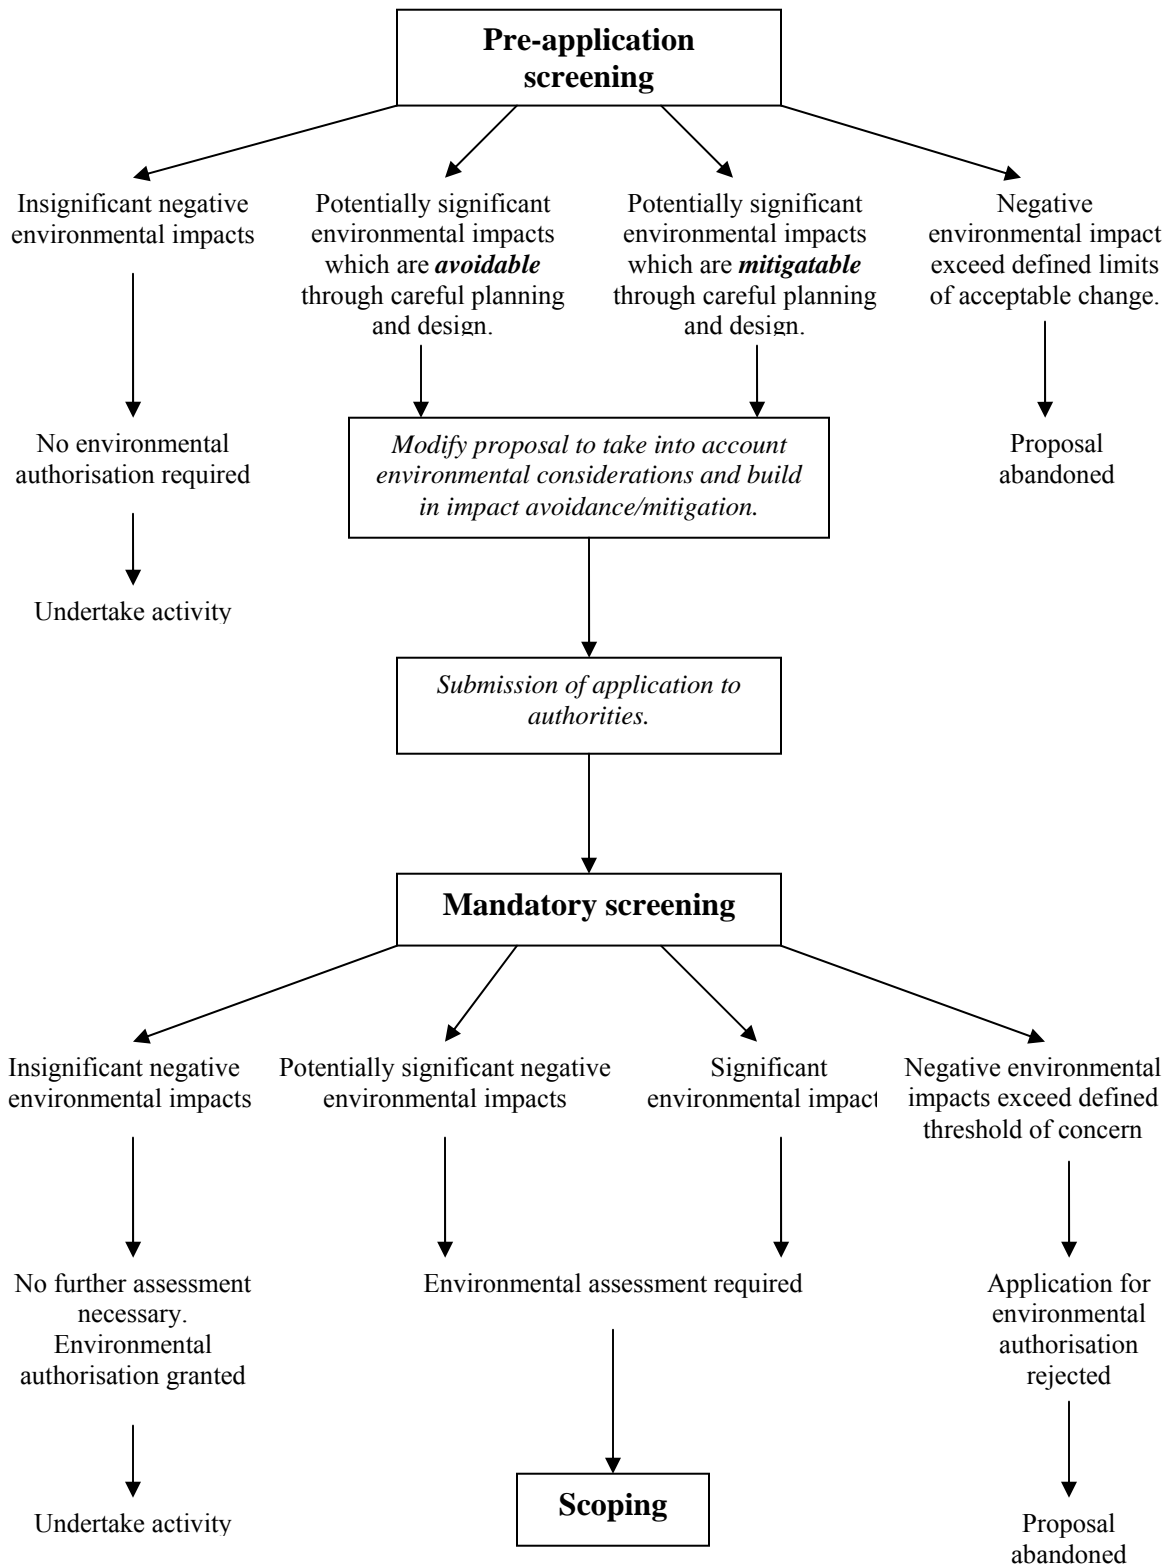 Pre-application
screening
Insignificant negative
environmental impacts
Potentially significant
environmental impacts
which are avoidable
through careful planning
and design.
Potentially significant
environmental impacts
which are mitigatable
through careful planning
and design.
Negative
environmental impact
exceed defined limits
of acceptable change.
No environmental
authorisation required
Modify proposal to take into account
environmental considerations and build
in impact avoidance/mitigation.
Proposal
abandoned
Undertake activity
Submission of application to
authorities.
Mandatory screening
Insignificant negative
environmental impacts
Potentially significant negative
environmental impacts
Significant
environmental impact
Negative environmental
impacts exceed defined
threshold of concern
No further assessment
necessary.
Environmental
authorisation granted
Environmental assessment required
Application for
environmental
authorisation
rejected
Undertake activity
Scoping
Proposal
abandoned